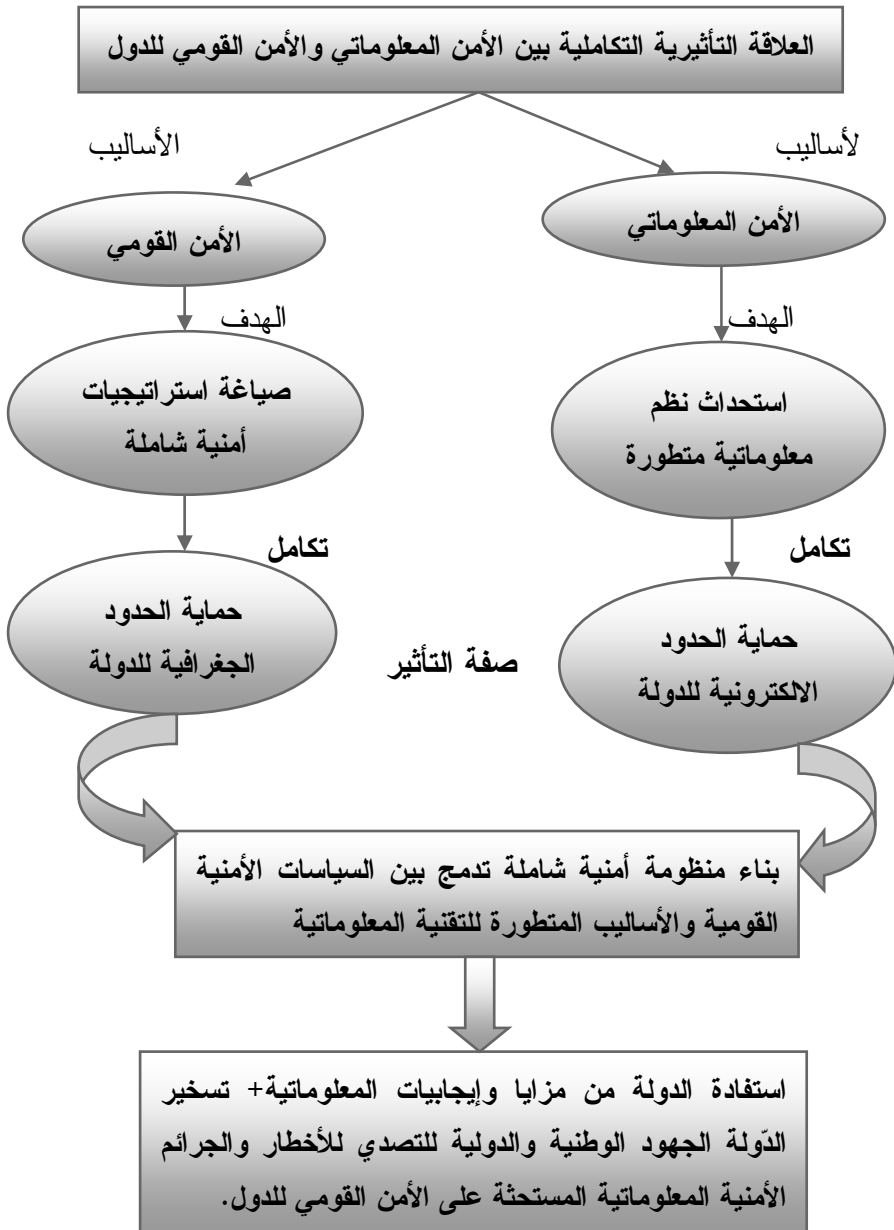 العلاقة التأثيرية التكاملية بين الأمن المعلوماتي والأمن القومي للدول
لأساليب
الأساليب
الأمن المعلوماتي
الأمن القومي
الهدف
الهدف
استحداث نظم
معلوماتية متطورة
صياغة استراتيجيات
أمنية شاملة
تكامل
تكامل
حماية الحدود
الالكترونية للدولة
صفة التأثير
حماية الحدود
الجغرافية للدولة
بناء منظومة أمنية شاملة تدمج بين السياسات الأمنية
القومية والأساليب المتطورة للتقنية المعلوماتية
استفادة الدولة من مزايا وإيجابيات المعلوماتية+ تسخير
الدّولة الجهود الوطنية والدولية للتصدي للأخطار والجرائم
الأمنية المعلوماتية المستحثة على الأمن القومي للدول.